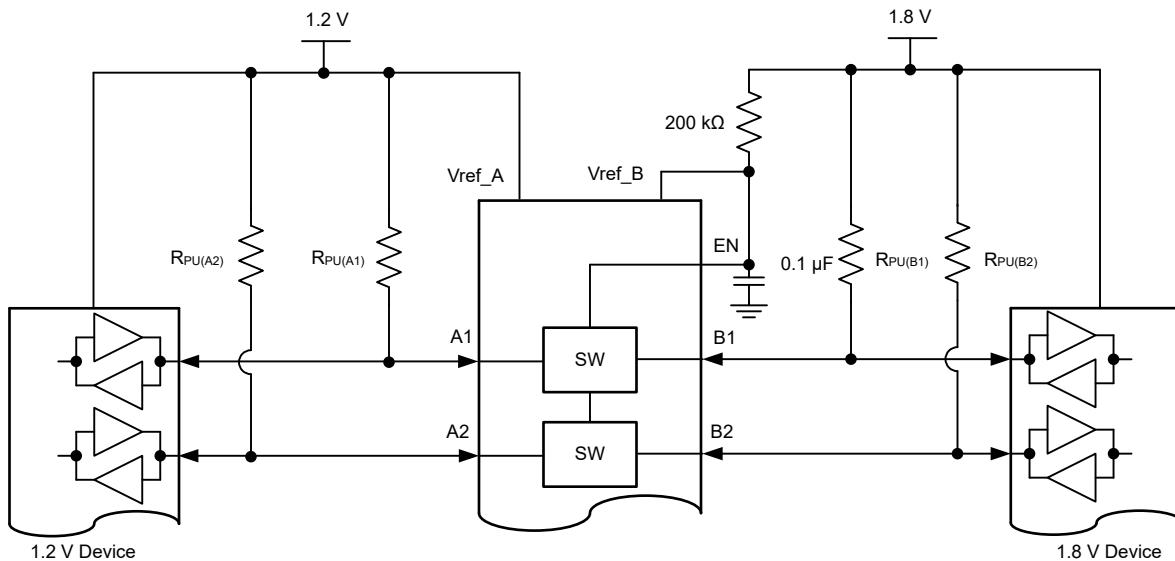 1.2 V
1.8 V
200 kΩ
Vref_A
Vref_B
EN
RPU(A2)
RPU(A1)
0.1 µF
RPU(B1)
RPU(B2)
A1
B1
SW
A2
B2
SW
1.2 V Device
1.8 V Device